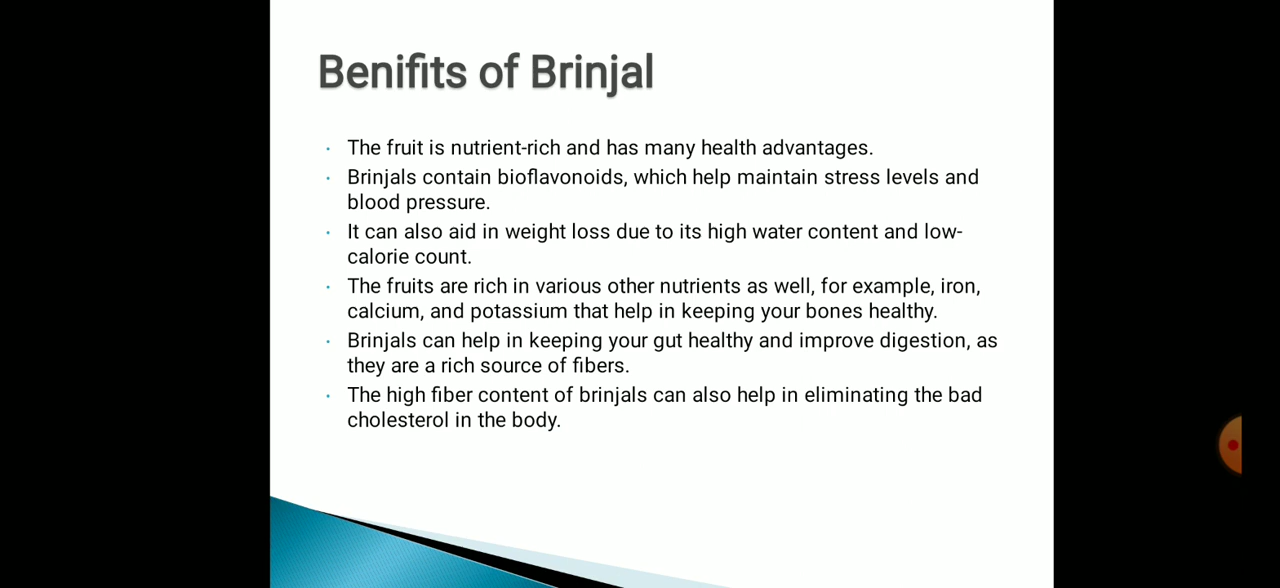 Benifits of Brinjal
· The fruit is nutrient-rich and has many health advantages.
· Brinjals contain bioflavonoids, which help maintain stress levels and
blood pressure.
· It can also aid in weight loss due to its high water content and low-
calorie count.
· The fruits are rich in various other nutrients as well, for example, iron,
calcium, and potassium that help in keeping your bones healthy.
· Brinjals can help in keeping your gut healthy and improve digestion, as
they are a rich source of fibers.
· The high fiber content of brinjals can also help in eliminating the bad
cholesterol in the body.